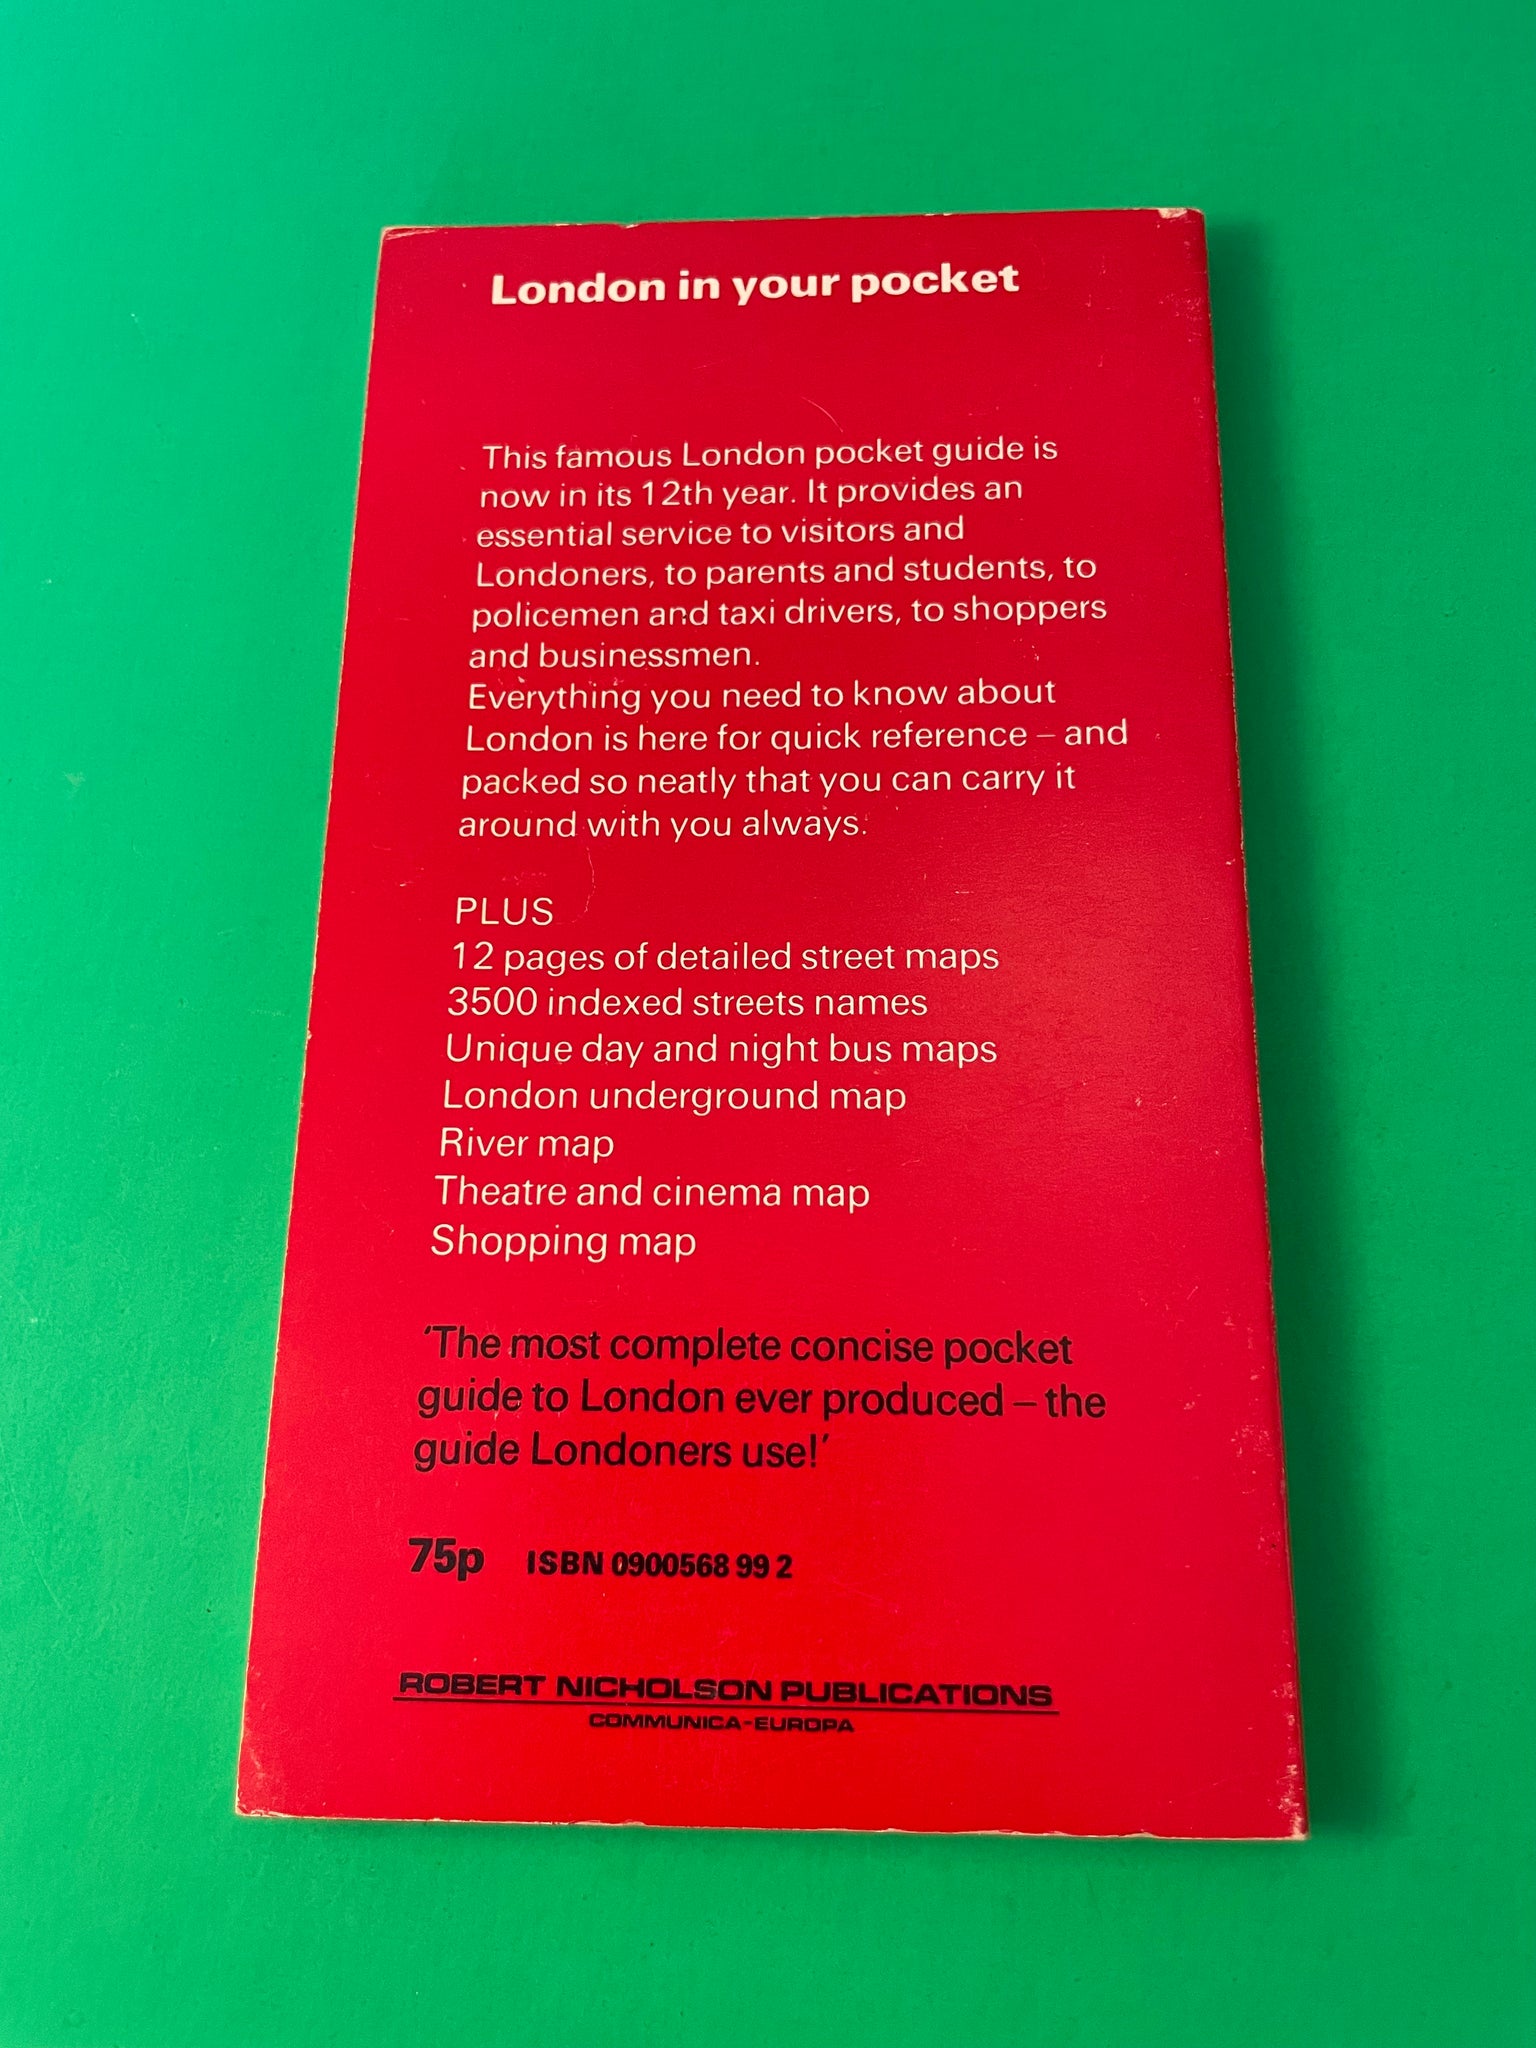 London in your pocket
This famous London pocket guide is
now in its 12th year. It provides an
essential service to visitors and
Londoners, to parents and students, to
policemen and taxi drivers, to shoppers
and businessmen.
Everything you need to know about
London is here for quick reference – and
packed so neatly that you can carry it
around with you always.
PLUS
12 pages of detailed street maps
3500 indexed streets names
Unique day and night bus maps
London underground map
River map
Theatre and cinema map
Shopping map
‘The most complete concise pocket
guide to London ever produced – the
guide Londoners use!’
75p ISBN 0900568 99 2
ROBERT NICHOLSON PUBLICATIONS
COMMUNICA-EUROPA